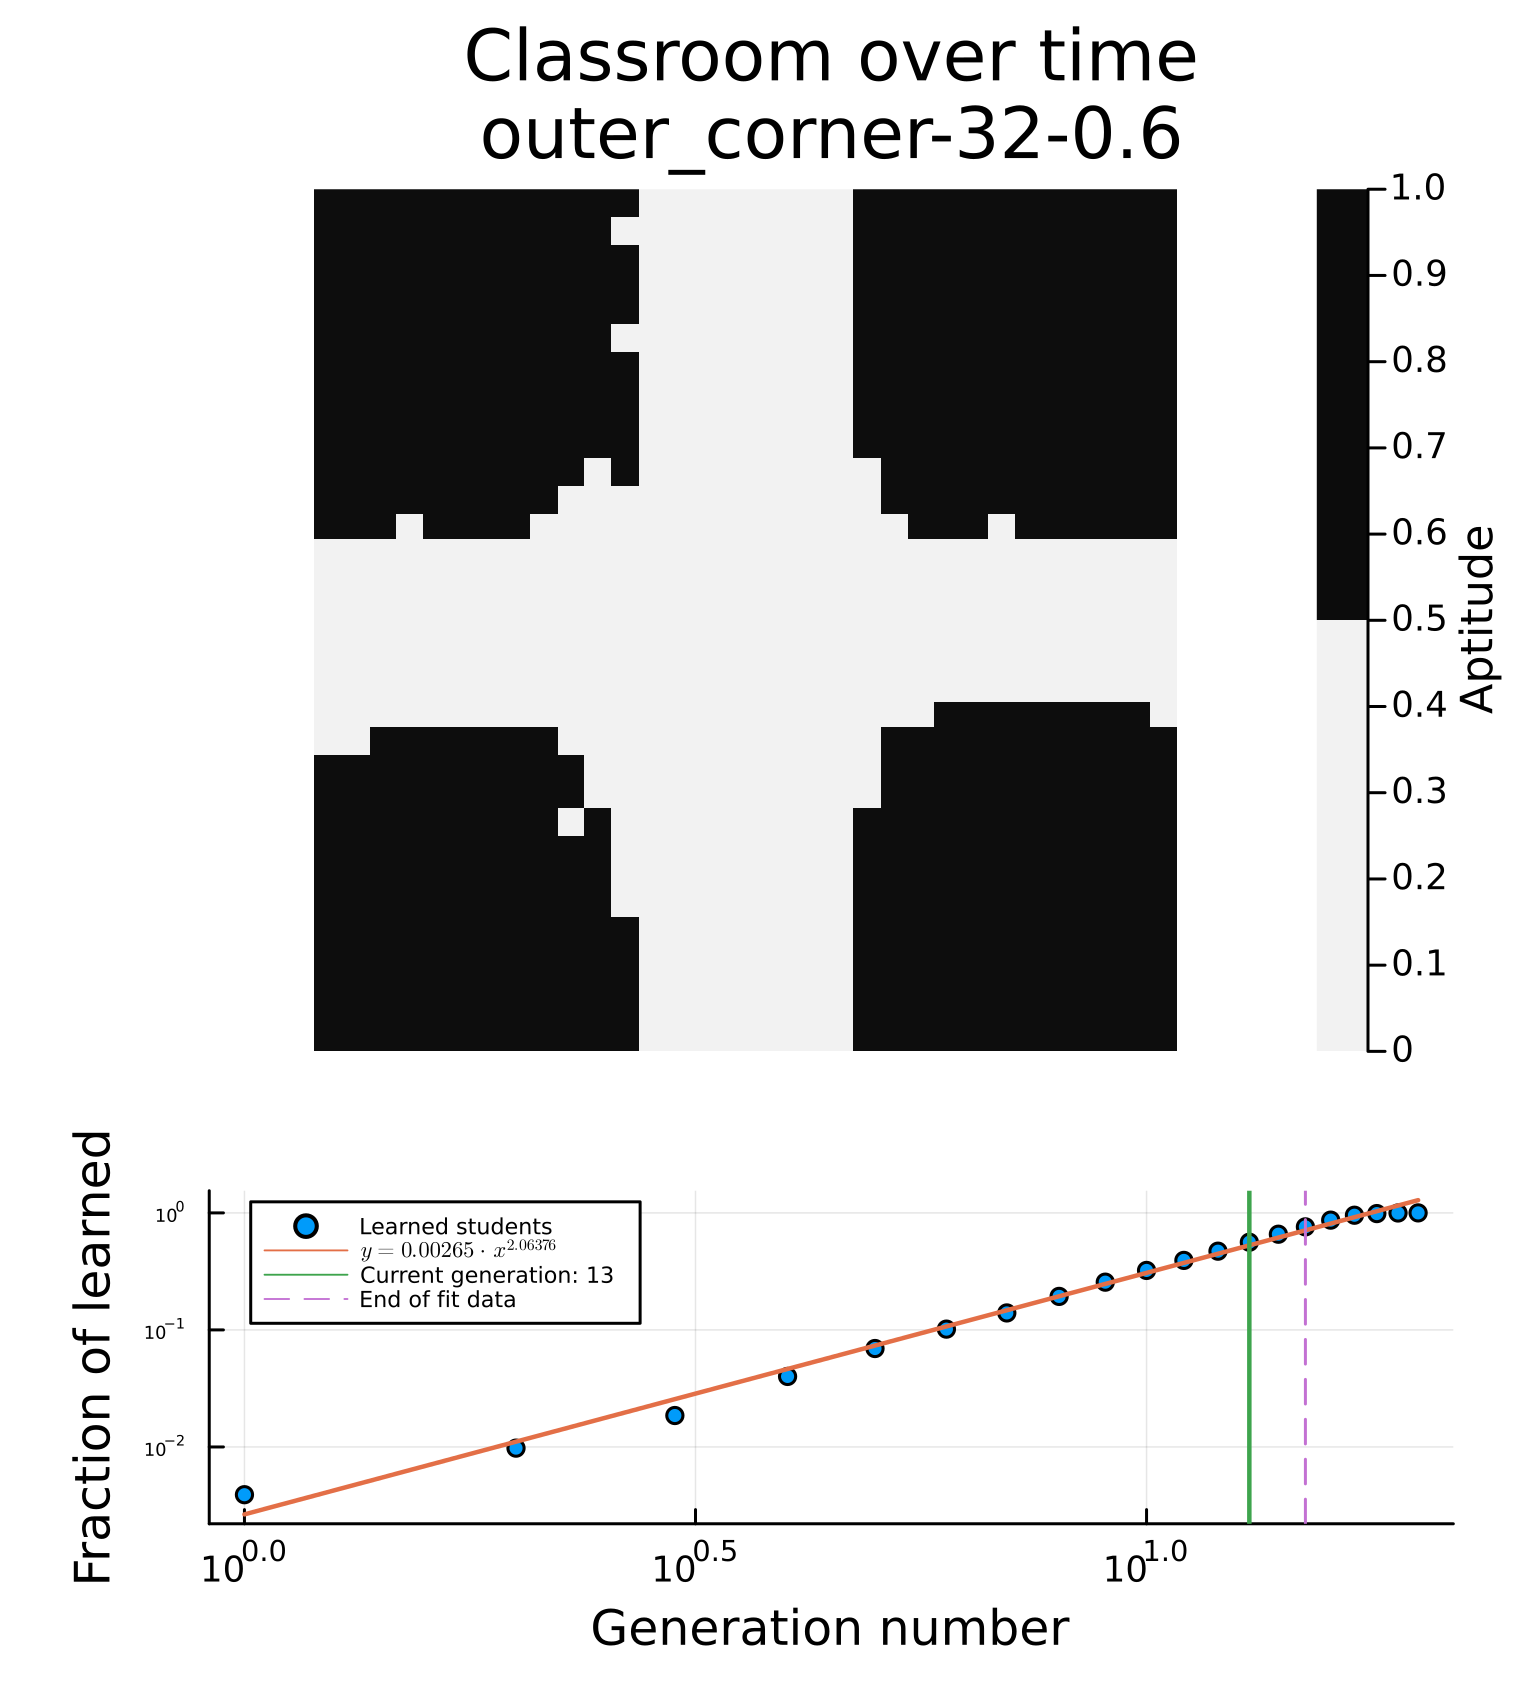 Classroom over time
outer_corner-32-0.6
1.0
0.9
0.8
0.7
0.6
0.5
0.4
0.3
0.2
0.1
0
Aptitude
Fraction of learned
10⁰
10⁻¹
10⁻²
Learned students
y = 0.00265 · x^2.06376
Current generation: 13
End of fit data
10^0.0 10^0.5 10^1.0
Generation number